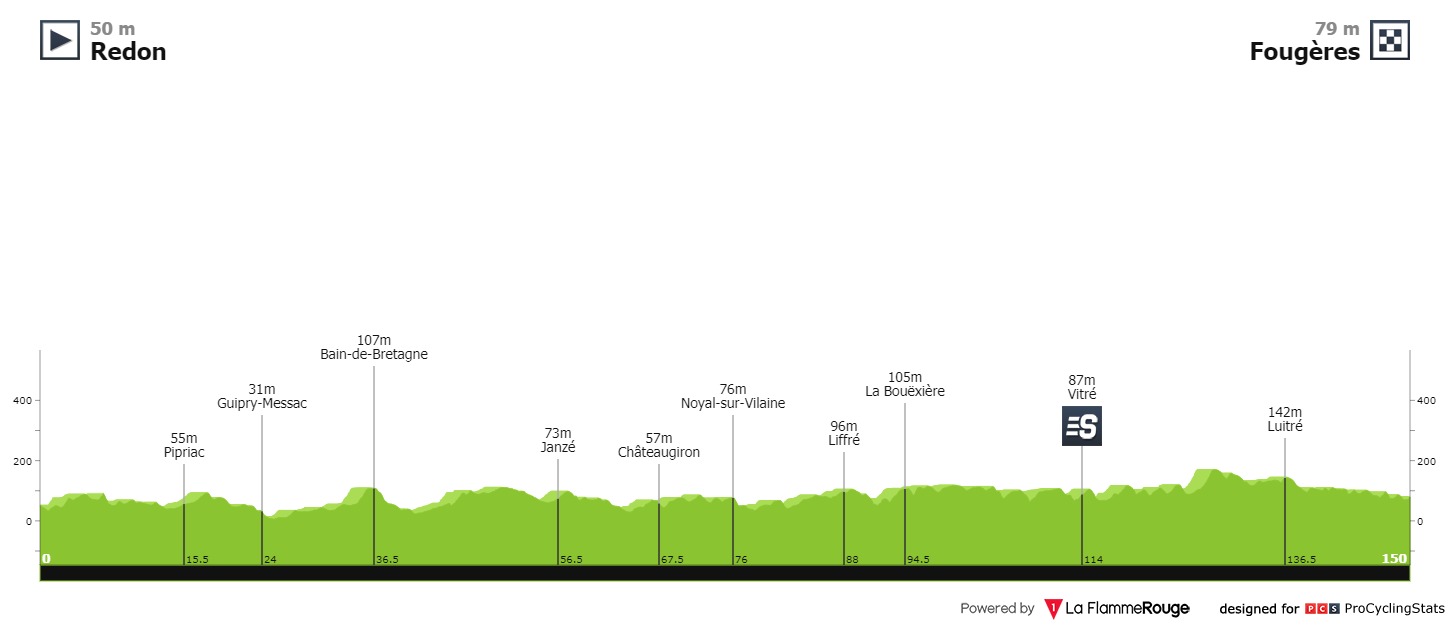 50 m
Redon
79 m
Fougères
107m
Bain-de-Bretagne
31m
Guipry-Messac
55m
Pipriac
73m
Janzé
57m
Châteaugiron
76m
Noyal-sur-Vilaine
96m
Liffré
105m
La Bouëxière
87m
Vitré
S
142m
Luitré
400
200
0
400
200
0
0
15.5
24
36.5
56.5
67.5
76
88
94.5
114
136.5
150
Powered by 1 La FlammeRouge designed for PCS ProCyclingStats